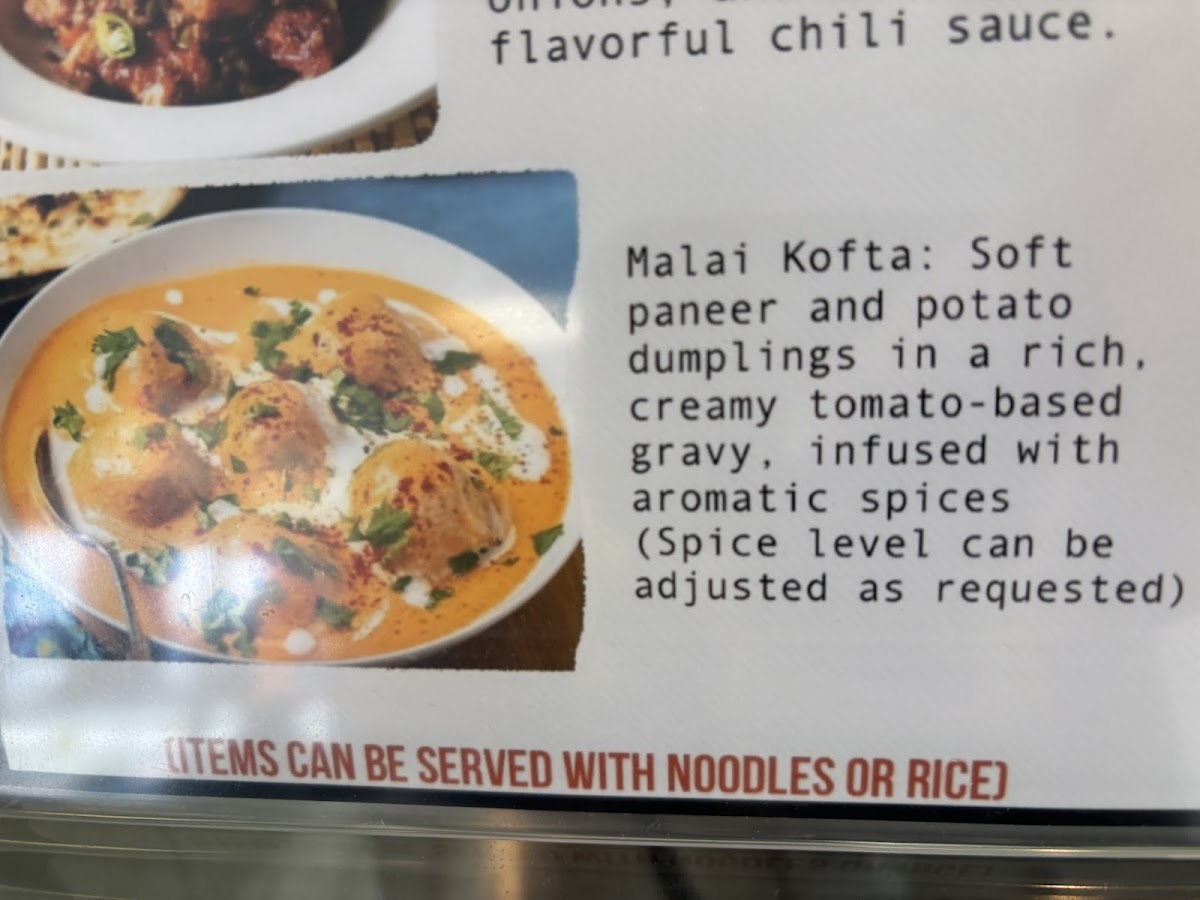 flavorful chili sauce.
Malai Kofta: Soft
paneer and potato
dumplings in a rich,
creamy tomato-based
gravy, infused with
aromatic spices
(Spice level can be
adjusted as requested)
(ITEMS CAN BE SERVED WITH NOODLES OR RICE)